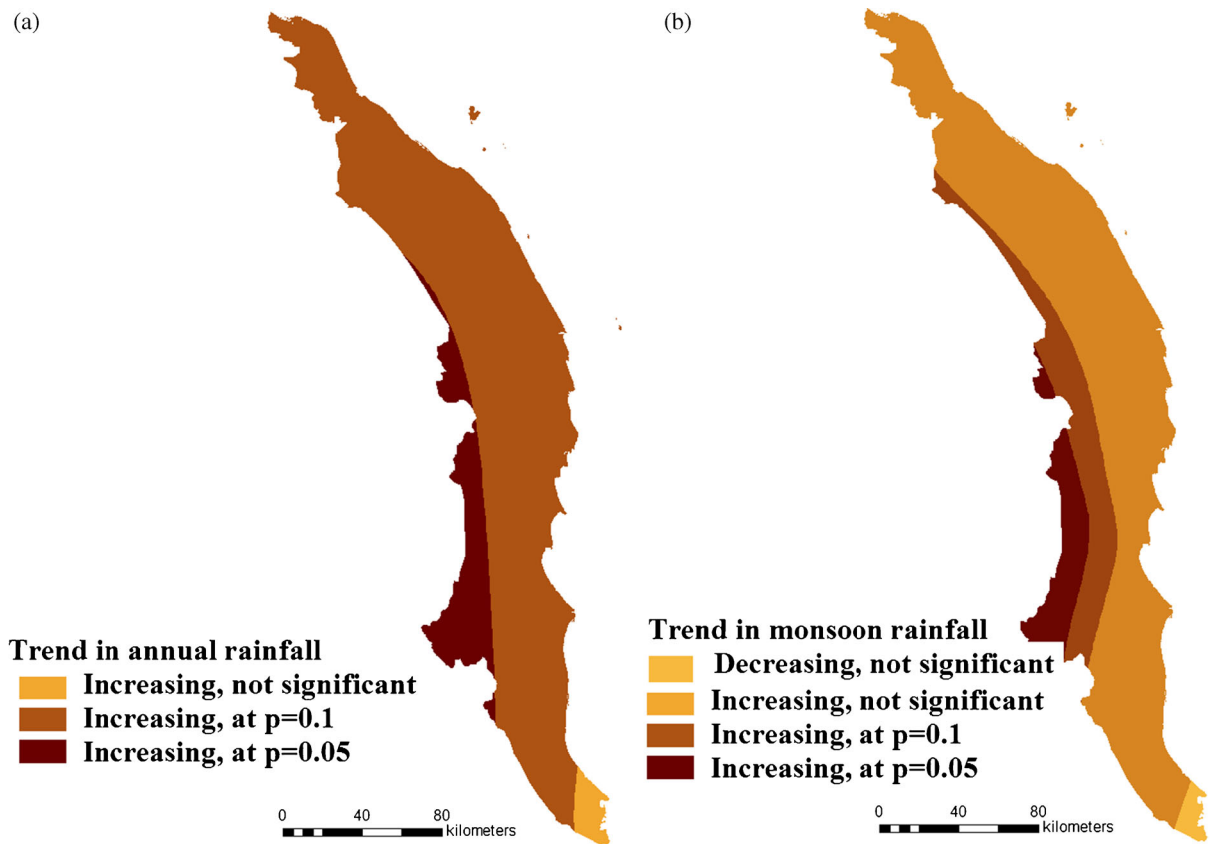 (a)
Trend in annual rainfall
Increasing, not significant
Increasing, at p=0.1
Increasing, at p=0.05
0 40 80
kilometers
(b)
Trend in monsoon rainfall
Decreasing, not significant
Increasing, not significant
Increasing, at p=0.1
Increasing, at p=0.05
0 40 80
kilometers